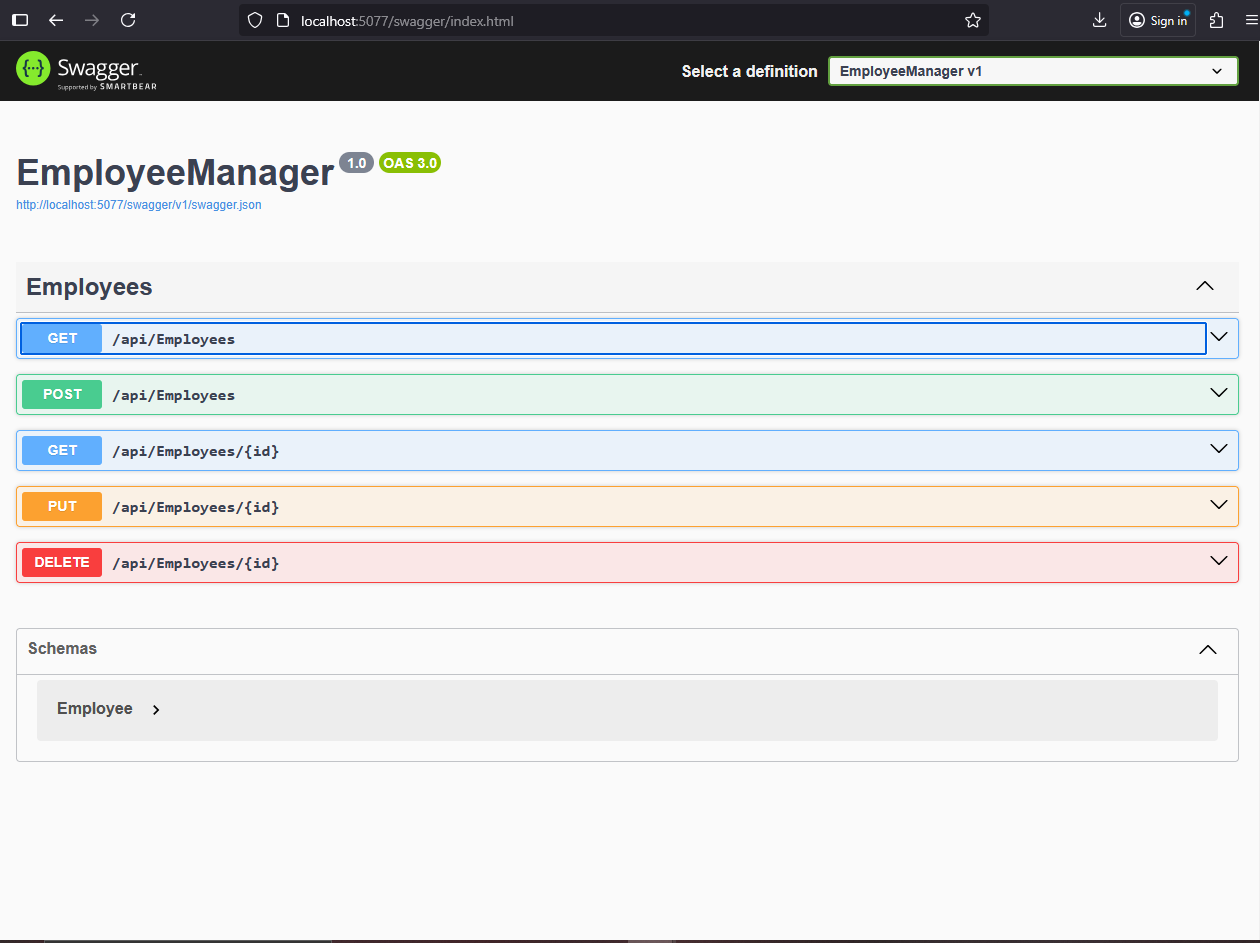 localhost:5077/swagger/index.html
Sign in
{···} Swagger
Supported by SMARTBEAR
Select a definition
EmployeeManager v1
EmployeeManager 1.0 OAS 3.0
http://localhost:5077/swagger/v1/swagger.json
Employees
GET /api/Employees
POST /api/Employees
GET /api/Employees/{id}
PUT /api/Employees/{id}
DELETE /api/Employees/{id}
Schemas
Employee